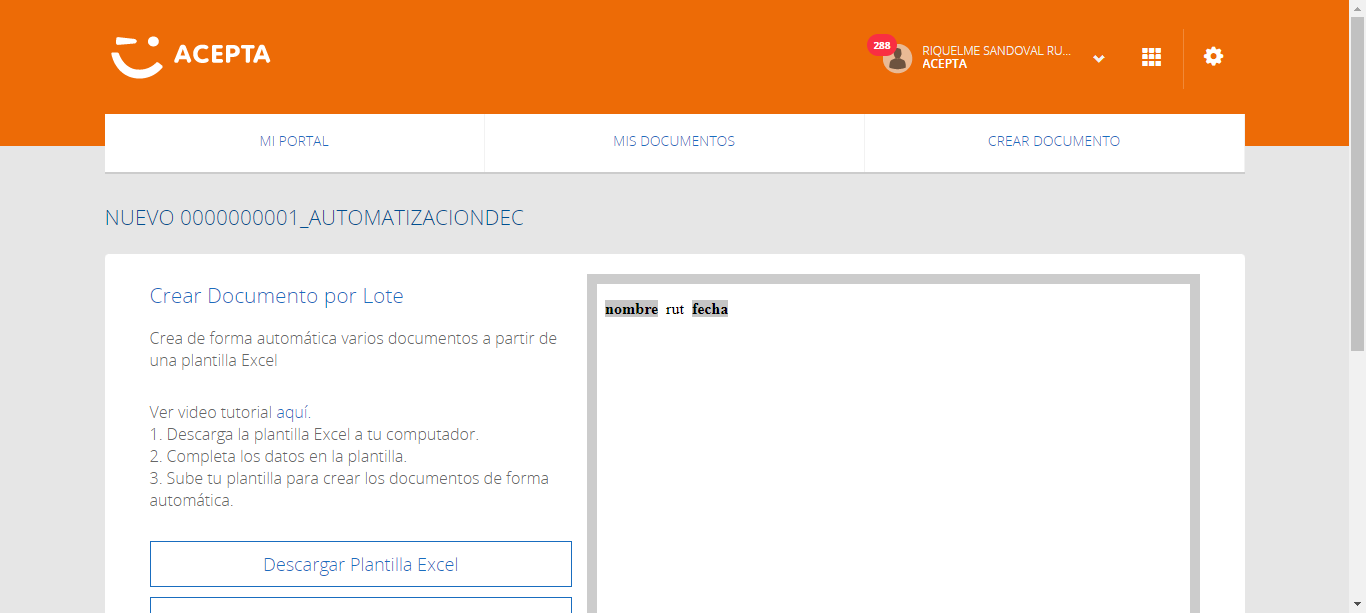 ACEPTA
288
RIQUELME SANDOVAL RU...
ACEPTA
MI PORTAL
MIS DOCUMENTOS
CREAR DOCUMENTO
NUEVO 0000000001_AUTOMATIZACIONDEC
Crear Documento por Lote
Crea de forma automática varios documentos a partir de
una plantilla Excel
Ver video tutorial aquí.
1. Descarga la plantilla Excel a tu computador.
2. Completa los datos en la plantilla.
3. Sube tu plantilla para crear los documentos de forma
automática.
Descargar Plantilla Excel
nombre rut fecha